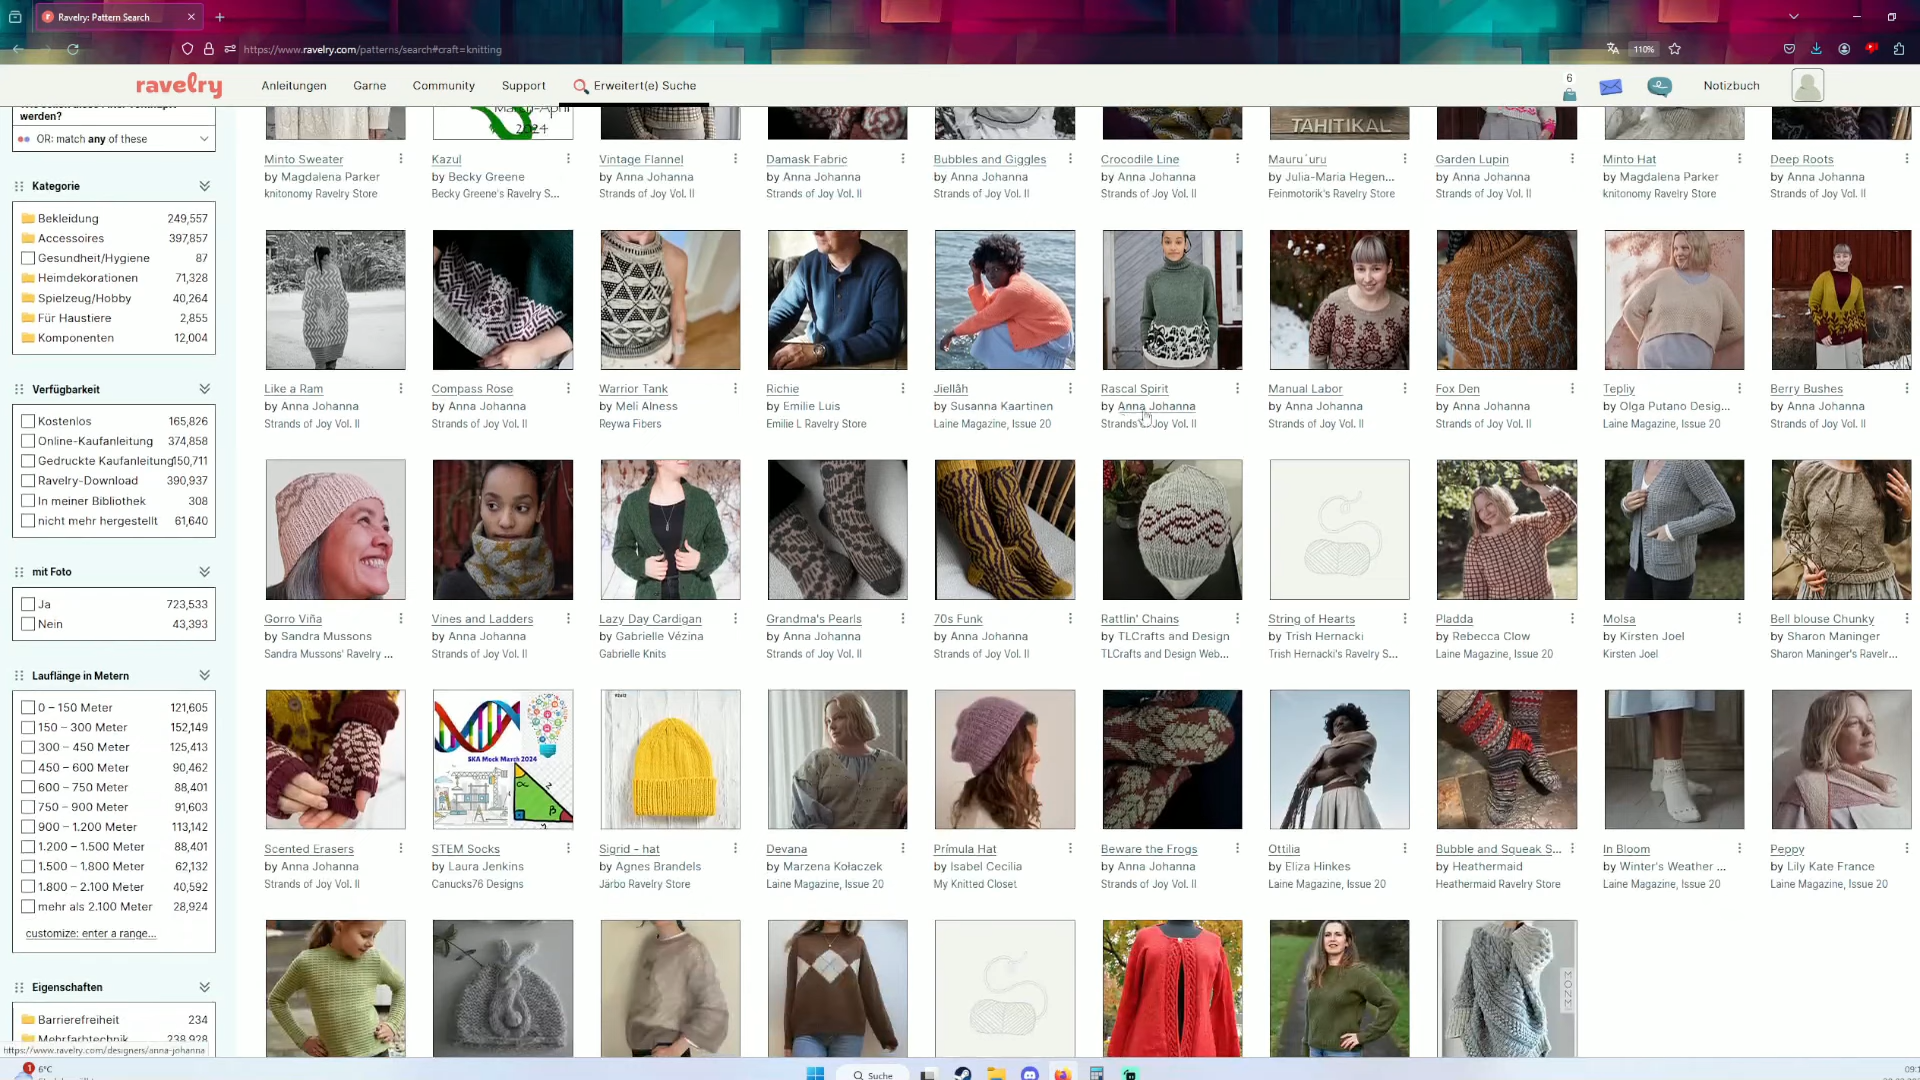 Ravelry: Pattern Search
https://www.ravelry.com/patterns/search#craft=knitting
110%
ravelry
Anleitungen
Garne
Community
Support
Erweitert(e) Suche
6
Notizbuch
werden?
OR: match any of these
Kategorie
Bekleidung 249,557
Accessoires 397,857
Gesundheit/Hygiene 87
Heimdekorationen 71,328
Spielzeug/Hobby 40,264
Für Haustiere 2,855
Komponenten 12,004
Verfügbarkeit
Kostenlos 165,826
Online-Kaufanleitung 374,858
Gedruckte Kaufanleitung 150,711
Ravelry-Download 390,937
In meiner Bibliothek 308
nicht mehr hergestellt 61,640
mit Foto
Ja 723,533
Nein 43,393
Lauflänge in Metern
0 – 150 Meter 121,605
150 – 300 Meter 152,149
300 – 450 Meter 125,413
450 – 600 Meter 90,462
600 – 750 Meter 88,401
750 – 900 Meter 91,603
900 – 1.200 Meter 113,142
1.200 – 1.500 Meter 88,401
1.500 – 1.800 Meter 62,132
1.800 – 2.100 Meter 40,592
mehr als 2.100 Meter 28,924
customize: enter a range...
Eigenschaften
Barrierefreiheit 234
Mehrfarbtechnik 238,928
https://www.ravelry.com/designers/anna-johanna
March-April
2024
TAHITIKAL
Minto Sweater
by Magdalena Parker
knitonomy Ravelry Store
Kazul
by Becky Greene
Becky Greene's Ravelry S...
Vintage Flannel
by Anna Johanna
Strands of Joy Vol. II
Damask Fabric
by Anna Johanna
Strands of Joy Vol. II
Bubbles and Giggles
by Anna Johanna
Strands of Joy Vol. II
Crocodile Line
by Anna Johanna
Strands of Joy Vol. II
Mauru´uru
by Julia-Maria Hegen...
Feinmotorik's Ravelry Store
Garden Lupin
by Anna Johanna
Strands of Joy Vol. II
Minto Hat
by Magdalena Parker
knitonomy Ravelry Store
Deep Roots
by Anna Johanna
Strands of Joy Vol. II
Like a Ram
by Anna Johanna
Strands of Joy Vol. II
Compass Rose
by Anna Johanna
Strands of Joy Vol. II
Warrior Tank
by Meli Alness
Reywa Fibers
Richie
by Emilie Luis
Emilie L Ravelry Store
Jiellâh
by Susanna Kaartinen
Laine Magazine, Issue 20
Rascal Spirit
by Anna Johanna
Strands of Joy Vol. II
Manual Labor
by Anna Johanna
Strands of Joy Vol. II
Fox Den
by Anna Johanna
Strands of Joy Vol. II
Tepliy
by Olga Putano Desig...
Laine Magazine, Issue 20
Berry Bushes
by Anna Johanna
Strands of Joy Vol. II
Gorro Viña
by Sandra Mussons
Sandra Mussons' Ravelry ...
Vines and Ladders
by Anna Johanna
Strands of Joy Vol. II
Lazy Day Cardigan
by Gabrielle Vézina
Gabrielle Knits
Grandma's Pearls
by Anna Johanna
Strands of Joy Vol. II
70s Funk
by Anna Johanna
Strands of Joy Vol. II
Rattlin' Chains
by TLCrafts and Design
TLCrafts and Design Web...
String of Hearts
by Trish Hernacki
Trish Hernacki's Ravelry S...
Pladda
by Rebecca Clow
Laine Magazine, Issue 20
Molsa
by Kirsten Joel
Kirsten Joel
Bell blouse Chunky
by Sharon Maninger
Sharon Maninger's Ravelr...
SKA Mock March 2024
Scented Erasers
by Anna Johanna
Strands of Joy Vol. II
STEM Socks
by Laura Jenkins
Canucks76 Designs
Sigrid - hat
by Agnes Brandels
Järbo Ravelry Store
Devana
by Marzena Kołaczek
Laine Magazine, Issue 20
Prímula Hat
by Isabel Cecilia
My Knitted Closet
Beware the Frogs
by Anna Johanna
Strands of Joy Vol. II
Ottilia
by Eliza Hinkes
Laine Magazine, Issue 20
Bubble and Squeak S...
by Heathermaid
Heathermaid Ravelry Store
In Bloom
by Winter's Weather ...
Laine Magazine, Issue 20
Peppy
by Lily Kate France
Laine Magazine, Issue 20
1
6°C
Suche